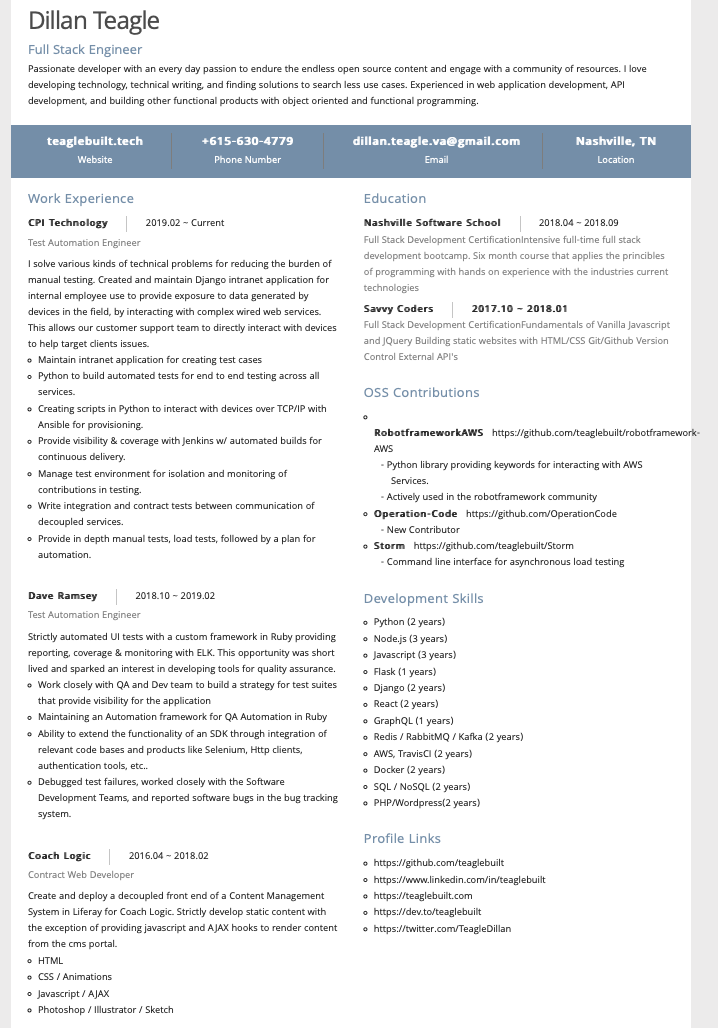 Dillan Teagle
Full Stack Engineer
Passionate developer with an every day passion to endure the endless open source content and engage with a community of resources. I love
developing technology, technical writing, and finding solutions to search less use cases. Experienced in web application development, API
development, and building other functional products with object oriented and functional programming.
teaglebuilt.tech
Website
+615-630-4779
Phone Number
dillan.teagle.va@gmail.com
Email
Nashville, TN
Location
Work Experience
CPI Technology 2019.02 ~ Current
Test Automation Engineer
I solve various kinds of technical problems for reducing the burden of
manual testing. Created and maintain Django intranet application for
internal employee use to provide exposure to data generated by
devices in the field, by interacting with complex wired web services.
This allows our customer support team to directly interact with devices
to help target clients issues.
Maintain intranet application for creating test cases
Python to build automated tests for end to end testing across all
services.
Creating scripts in Python to interact with devices over TCP/IP with
Ansible for provisioning.
Provide visibility & coverage with Jenkins w/ automated builds for
continuous delivery.
Manage test environment for isolation and monitoring of
contributions in testing.
Write integration and contract tests between communication of
decoupled services.
Provide in depth manual tests, load tests, followed by a plan for
automation.
Dave Ramsey 2018.10 ~ 2019.02
Test Automation Engineer
Strictly automated UI tests with a custom framework in Ruby providing
reporting, coverage & monitoring with ELK. This opportunity was short
lived and sparked an interest in developing tools for quality assurance.
Work closely with QA and Dev team to build a strategy for test suites
that provide visibility for the application
Maintaining an Automation framework for QA Automation in Ruby
Ability to extend the functionality of an SDK through integration of
relevant code bases and products like Selenium, Http clients,
authentication tools, etc..
Debugged test failures, worked closely with the Software
Development Teams, and reported software bugs in the bug tracking
system.
Coach Logic 2016.04 ~ 2018.02
Contract Web Developer
Create and deploy a decoupled front end of a Content Management
System in Liferay for Coach Logic. Strictly develop static content with
the exception of providing javascript and AJAX hooks to render content
from the cms portal.
HTML
CSS / Animations
Javascript / AJAX
Photoshop / Illustrator / Sketch
Education
Nashville Software School 2018.04 ~ 2018.09
Full Stack Development CertificationIntensive full-time full stack
development bootcamp. Six month course that applies the princibles
of programming with hands on experience with the industries current
technologies
Savvy Coders 2017.10 ~ 2018.01
Full Stack Development CertificationFundamentals of Vanilla Javascript
and JQuery Building static websites with HTML/CSS Git/Github Version
Control External API's
OSS Contributions
RobotframeworkAWS https://github.com/teaglebuilt/robotframework-
AWS
- Python library providing keywords for interacting with AWS
Services.
- Actively used in the robotframework community
Operation-Code https://github.com/OperationCode
- New Contributor
Storm https://github.com/teaglebuilt/Storm
- Command line interface for asynchronous load testing
Development Skills
Python (2 years)
Node.js (3 years)
Javascript (3 years)
Flask (1 years)
Django (2 years)
React (2 years)
GraphQL (1 years)
Redis / RabbitMQ / Kafka (2 years)
AWS, TravisCI (2 years)
Docker (2 years)
SQL / NoSQL (2 years)
PHP/Wordpress(2 years)
Profile Links
https://github.com/teaglebuilt
https://www.linkedin.com/in/teaglebuilt
https://teaglebuilt.com
https://dev.to/teaglebuilt
https://twitter.com/TeagleDillan